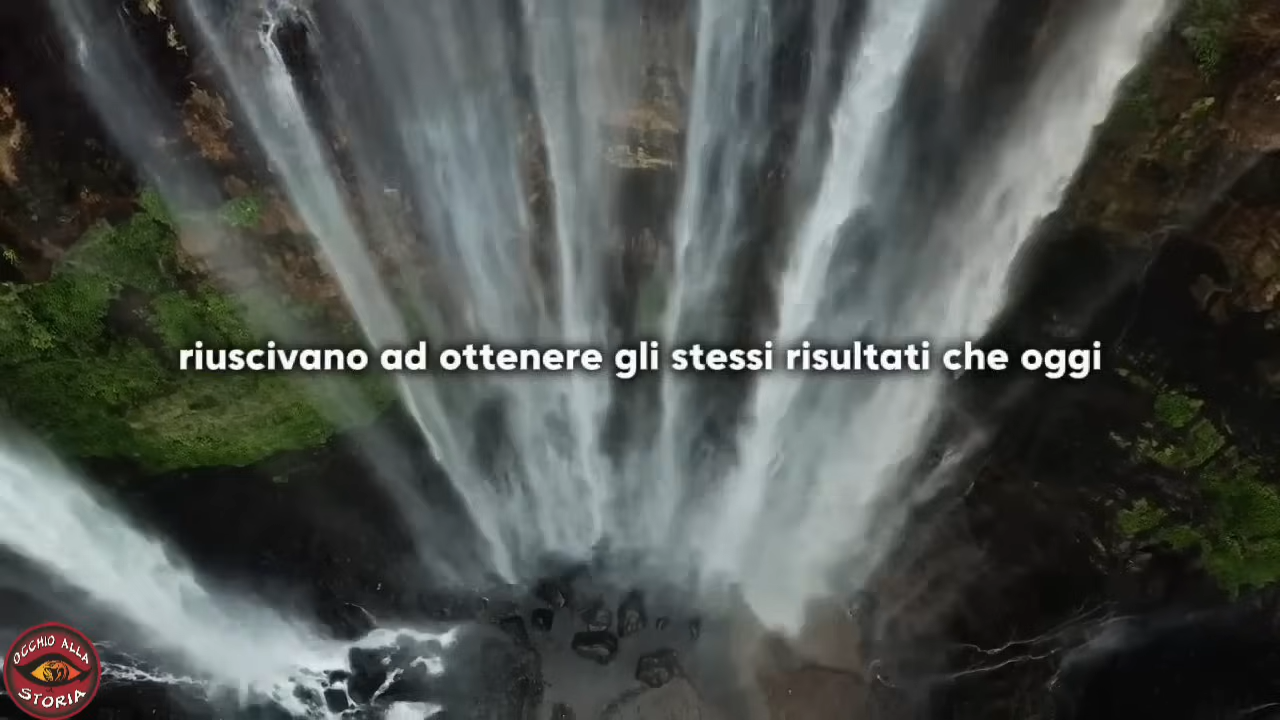 riuscivano ad ottenere gli stessi risultati che oggi
OCCHIO ALLA
STORIA